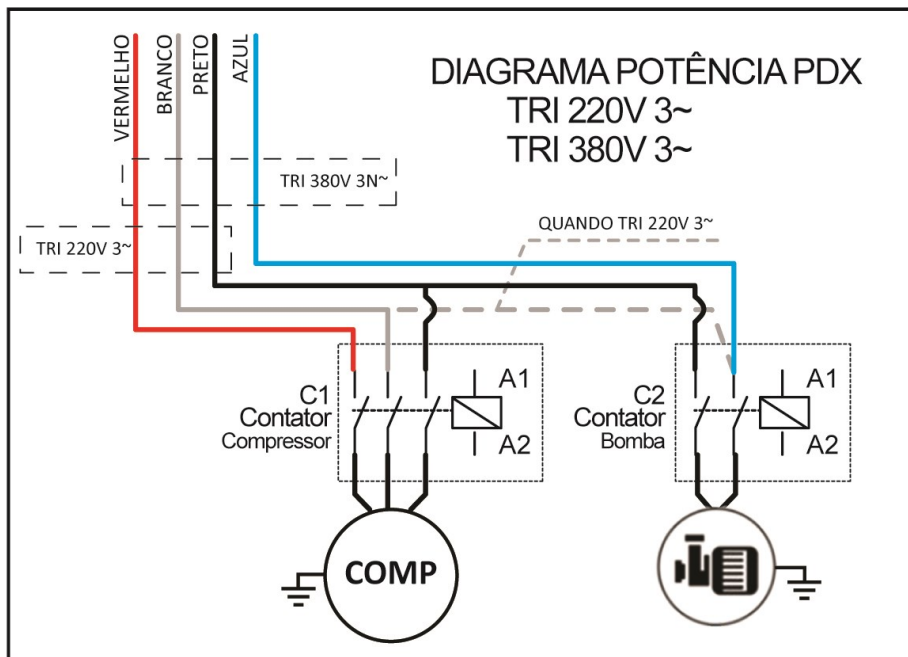 VERMELHO
BRANCO
PRETO
AZUL
DIAGRAMA POTÊNCIA PDX
TRI 220V 3~
TRI 380V 3~
TRI 380V 3N~
TRI 220V 3~
QUANDO TRI 220V 3~
C1
Contator
Compressor
A1
A2
C2
Contator
Bomba
A1
A2
COMP